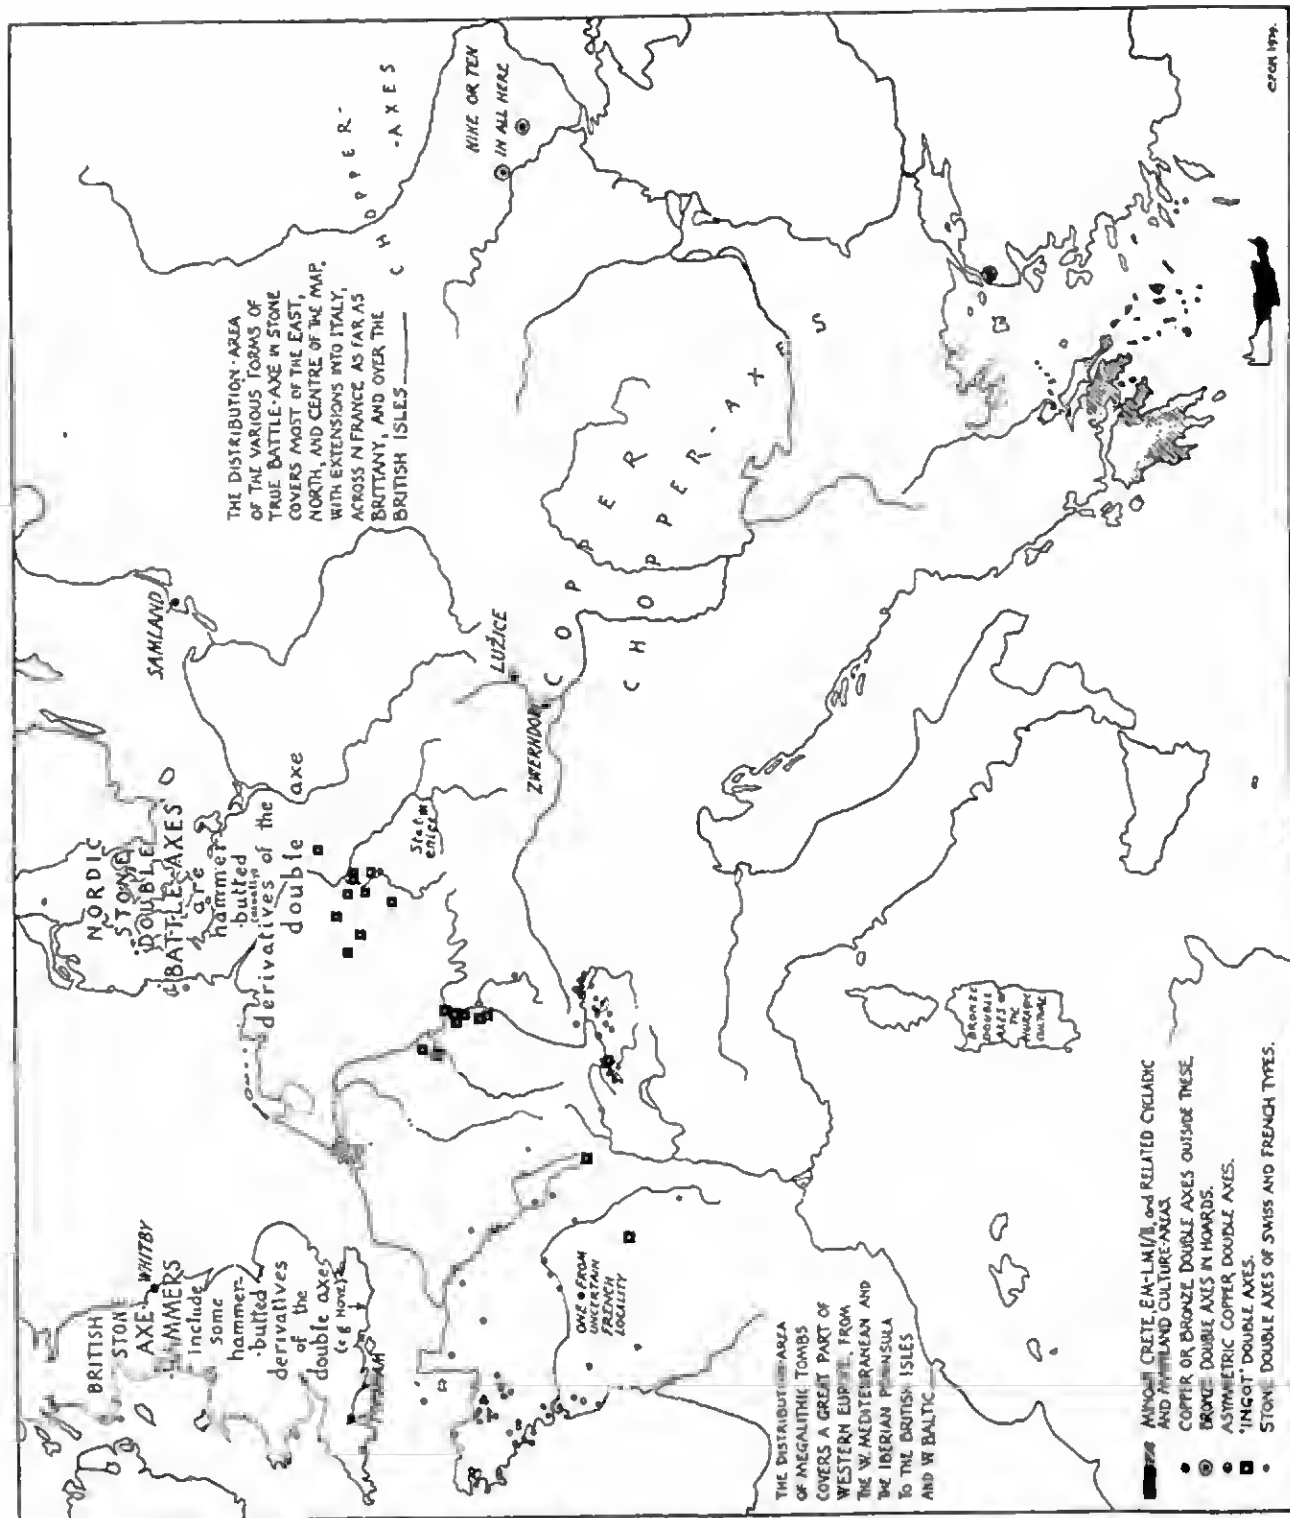 BRITISH
STONE
AXE-
HAMMERS
include
some
hammer-
-butted
derivatives
of the
double axes
(e.g HOVE)
WHITBY
NORDIC
STONE
DOUBLE
BATTLE-AXES
are
hammer-
-butted
derivatives of the
double axe
SAMLAND
THE DISTRIBUTION-AREA
OF THE VARIOUS FORMS OF
TRUE BATTLE-AXE IN STONE
COVERS MOST OF THE EAST,
NORTH, AND CENTRE OF THE MAP,
WITH EXTENSIONS INTO ITALY,
ACROSS N FRANCE AS FAR AS
BRITTANY, AND OVER THE
BRITISH ISLES
CHOPPER-
-AXES
NINE OR TEN
IN ALL HERE
LUŽICE
ZWERNDORF
COPPER
CHOPPER-AXES
ONE FROM
UNCERTAIN
FRENCH
LOCALITY
BRONZE
DOUBLE
AXES OF
THE
NURAGIC
CULTURE
THE DISTRIBUTION-AREA
OF MEGALITHIC TOMBS
COVERS A GREAT PART OF
WESTERN EUROPE, FROM
THE W. MEDITERRANEAN AND
THE IBERIAN PENINSULA
TO THE BRITISH ISLES
AND W BALTIC
MINOAN CRETE, E.M.-L.M.I/II, and RELATED CYCLADIC
AND MAINLAND CULTURE-AREAS
COPPER OR BRONZE DOUBLE AXES OUTSIDE THESE.
BRONZE DOUBLE AXES IN HOARDS.
ASYMMETRIC COPPER DOUBLE AXES.
'INGOT' DOUBLE AXES.
STONE DOUBLE AXES OF SWISS AND FRENCH TYPES.